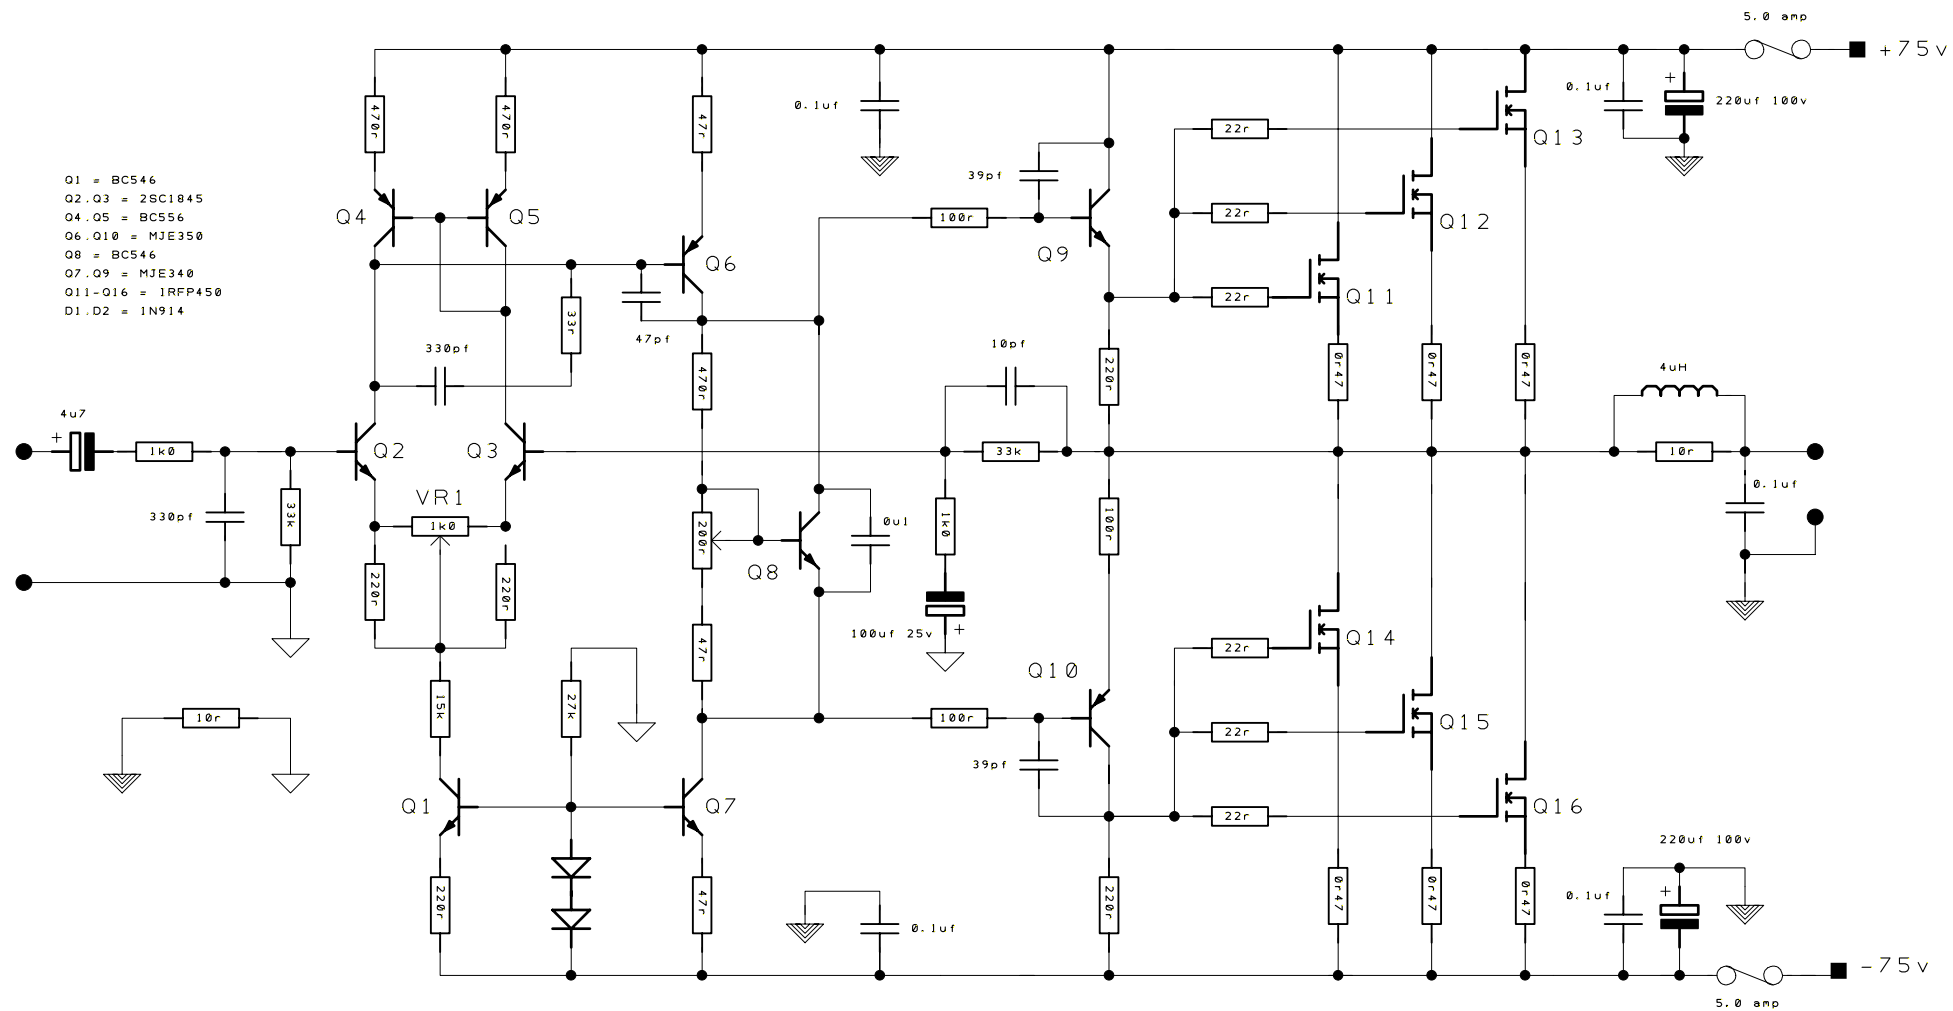 5.0 amp
+75v
470r
470r
47r
0.1uf
0.1uf
+
220uf 100v
22r
Q13
39pf
Q1 = BC546
Q2.Q3 = 2SC1845
Q4.Q5 = BC556
Q6.Q10 = MJE350
Q8 = BC546
Q7.Q9 = MJE340
Q11-Q16 = IRFP450
D1.D2 = 1N914
Q4
Q5
100r
22r
Q12
Q9
Q6
22r
Q11
33r
47pf
330pf
10pf
470r
220r
0r47
0r47
0r47
4uH
4u7
+
1k0
Q2
Q3
33k
10r
VR1
0.1uf
330pf
33k
1k0
200r
0u1
1k0
100r
Q8
220r
220r
100uf 25v
+
47r
22r
Q14
Q10
15k
27k
10r
100r
22r
Q15
39pf
Q1
Q7
22r
Q16
220uf 100v
220r
47r
220r
0r47
0r47
0r47
0.1uf
+
0.1uf
-75v
5.0 amp